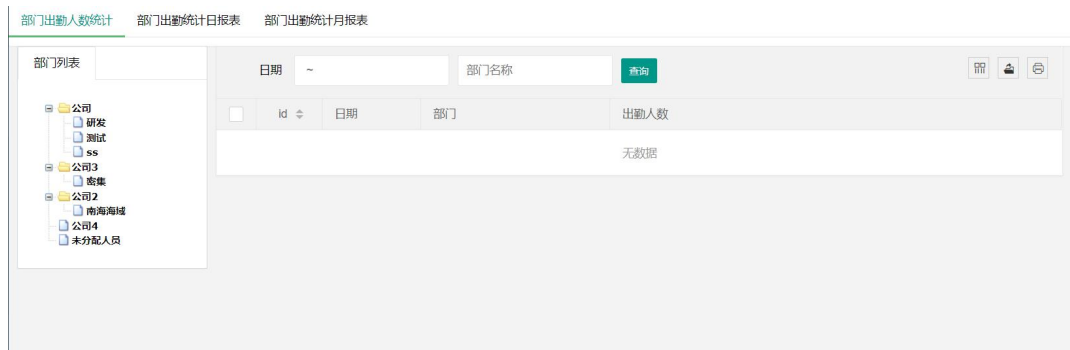 部门出勤人数统计 部门出勤统计日报表 部门出勤统计月报表
部门列表
日期 ~ 部门名称 查询
公司
研发
测试
ss
公司3
密集
公司2
南海海域
公司4
未分配人员
id 日期 部门 出勤人数
无数据